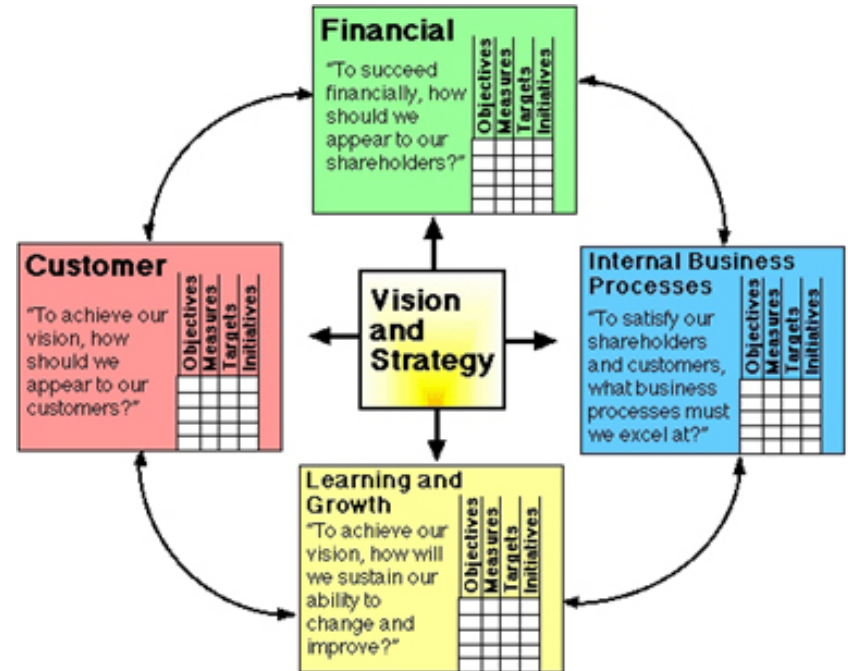 Financial
"To succeed
financially, how
should we
appear to our
shareholders?"
Objectives
Measures
Targets
Initiatives
Customer
"To achieve our
vision, how
should we
appear to our
customers?"
Objectives
Measures
Targets
Initiatives
Vision
and
Strategy
Internal Business
Processes
"To satisfy our
shareholders
and customers,
what business
processes must
we excel at?"
Objectives
Measures
Targets
Initiatives
Learning and
Growth
"To achieve our
vision, how will
we sustain our
ability to
change and
improve?"
Objectives
Measures
Targets
Initiatives